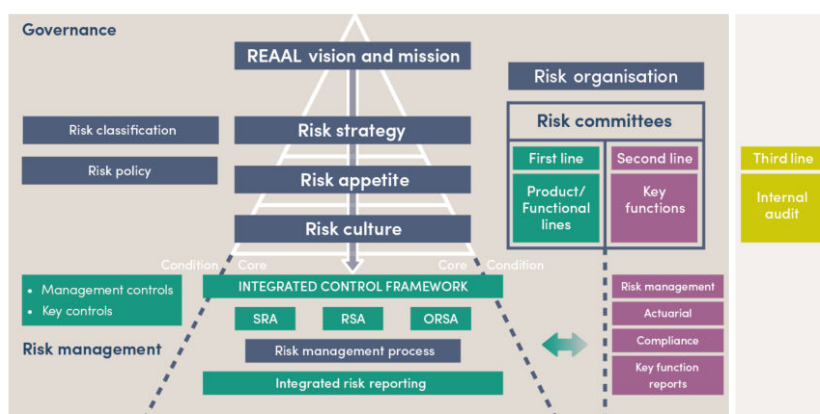 Governance
REAAL vision and mission
Risk organisation
Risk classification
Risk strategy
Risk committees
Risk policy
Risk appetite
First line
Second line
Third line
Product/
Functional
lines
Key
functions
Internal
audit
Risk culture
Condition
Core
Core
Condition
• Management controls
• Key controls
INTEGRATED CONTROL FRAMEWORK
Risk management
SRA
RSA
ORSA
Actuarial
Risk management
Risk management process
Compliance
Integrated risk reporting
Key function
reports